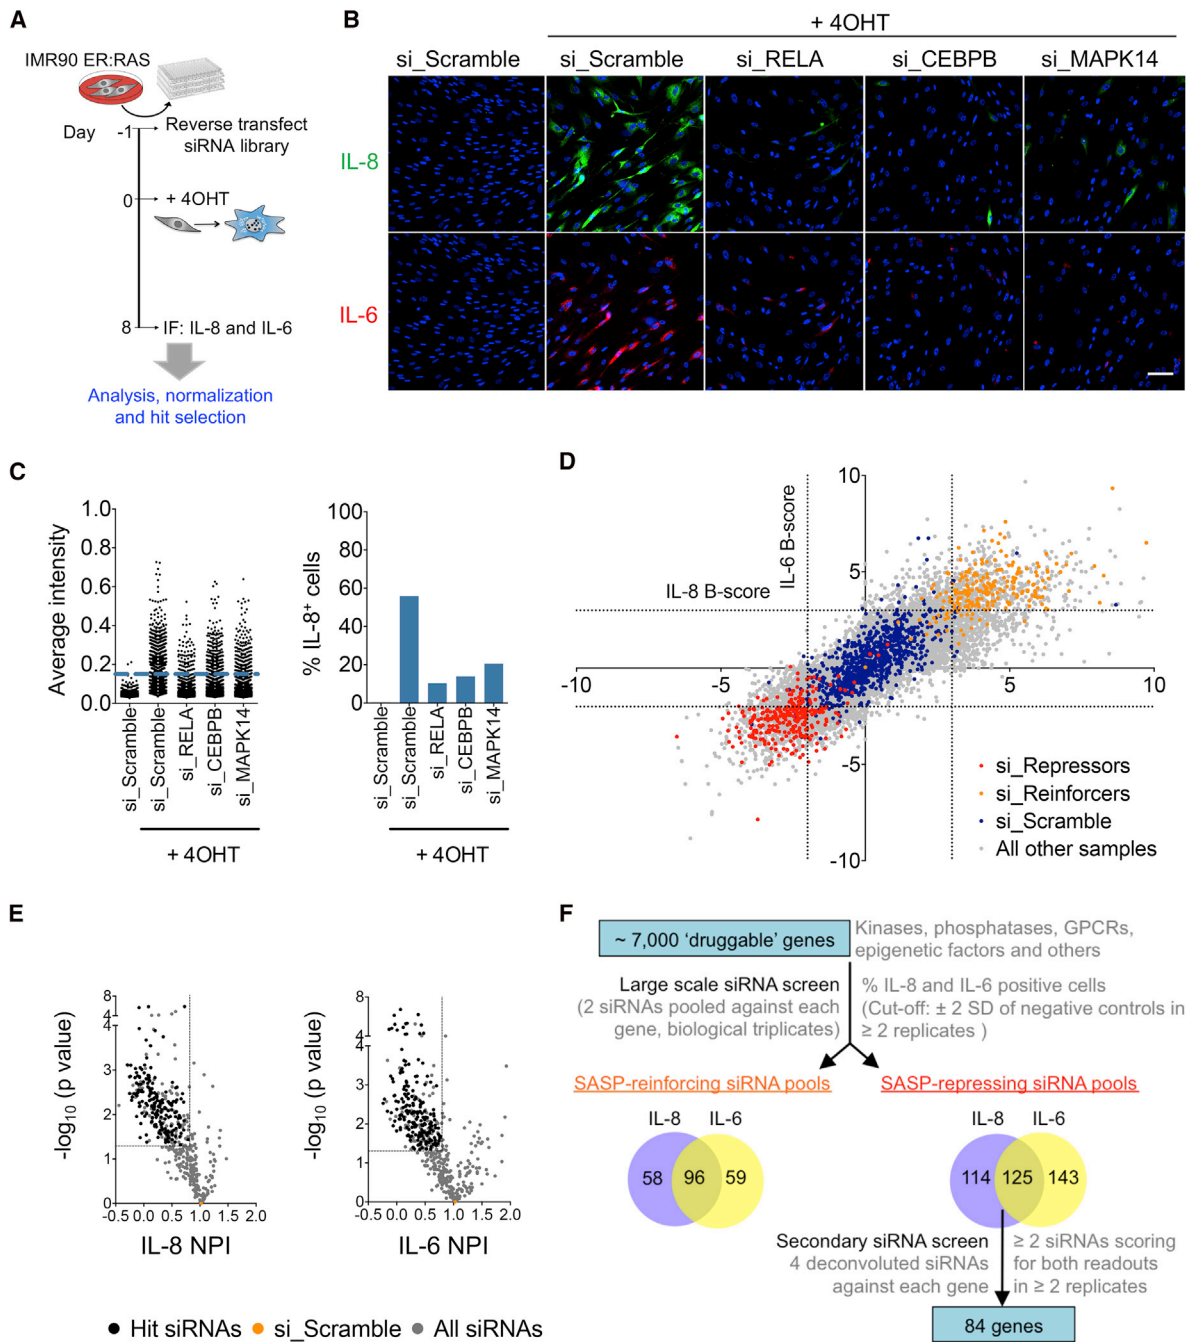 A
IMR90 ER:RAS
Day
-1
Reverse transfect
siRNA library
0
+ 4OHT
8
IF: IL-8 and IL-6
Analysis, normalization
and hit selection
B
+ 4OHT
si_Scramble
si_Scramble
si_RELA
si_CEBPB
si_MAPK14
IL-8
IL-6
C
Average intensity
1.0
0.8
0.6
0.4
0.2
0.0
si_Scramble
si_Scramble
si_RELA
si_CEBPB
si_MAPK14
+ 4OHT
% IL-8+ cells
100
80
60
40
20
0
si_Scramble
si_Scramble
si_RELA
si_CEBPB
si_MAPK14
+ 4OHT
D
10
5
-5
-10
-10
-5
5
10
IL-6 B-score
IL-8 B-score
si_Repressors
si_Reinforcers
si_Scramble
All other samples
E
-log10 (p value)
8
6
4
4
3
2
1
0
-0.5 0.0 0.5 1.0 1.5 2.0
IL-8 NPI
-log10 (p value)
8
6
4
3
2
1
0
-0.5 0.0 0.5 1.0 1.5 2.0
IL-6 NPI
Hit siRNAs
si_Scramble
All siRNAs
F
~ 7,000 'druggable' genes
Kinases, phosphatases, GPCRs,
epigenetic factors and others
Large scale siRNA screen
(2 siRNAs pooled against each
gene, biological triplicates)
% IL-8 and IL-6 positive cells
(Cut-off: ± 2 SD of negative controls in
≥ 2 replicates )
SASP-reinforcing siRNA pools
SASP-repressing siRNA pools
IL-8
IL-6
58
96
59
IL-8
IL-6
114
125
143
Secondary siRNA screen
4 deconvoluted siRNAs
against each gene
≥ 2 siRNAs scoring
for both readouts
in ≥ 2 replicates
84 genes